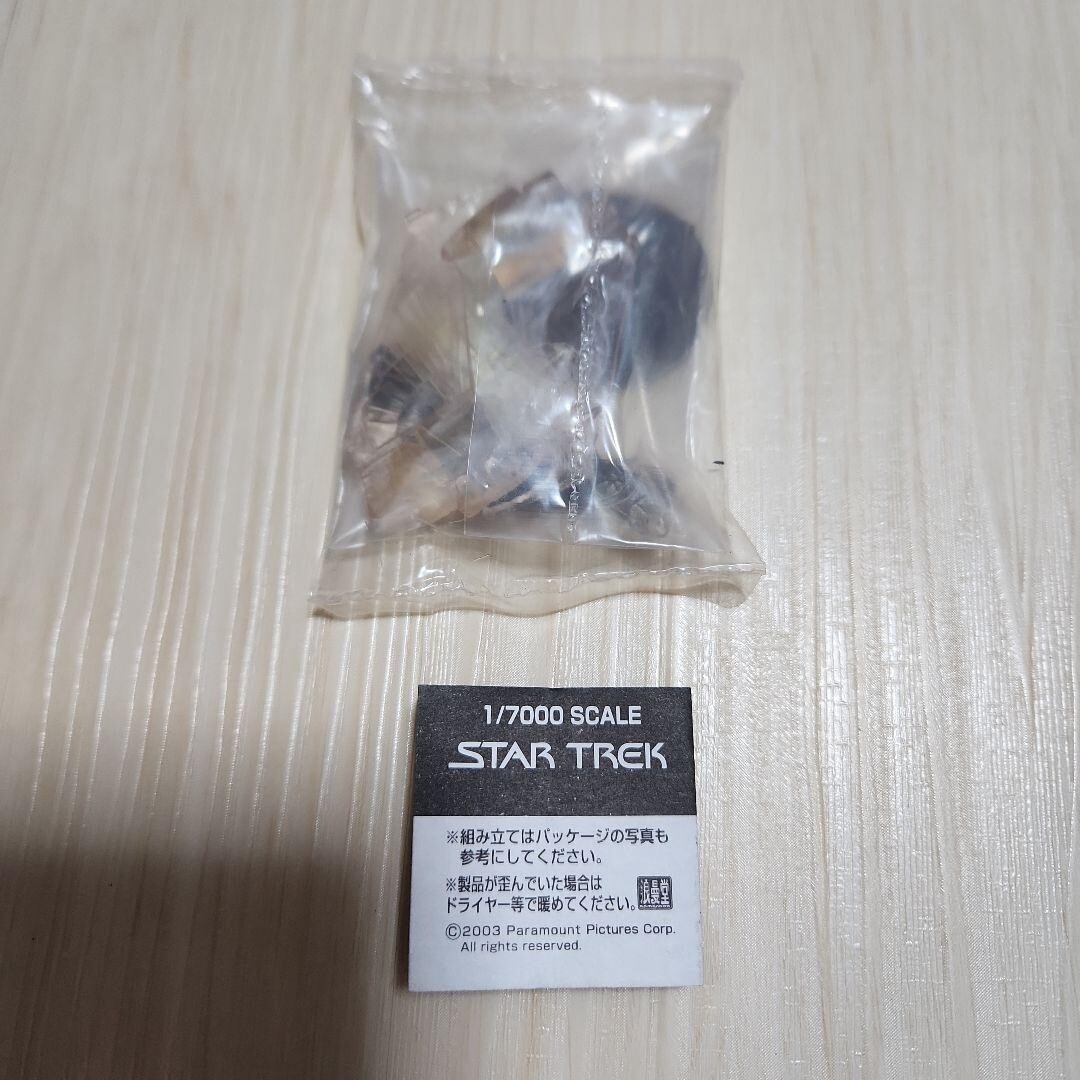 1/7000 SCALE
STAR TREK
※組み立てはパッケージの写真も
参考にしてください。
※製品が歪んでいた場合は
ドライヤー等で暖めてください。
浪曼堂
©2003 Paramount Pictures Corp.
All rights reserved.